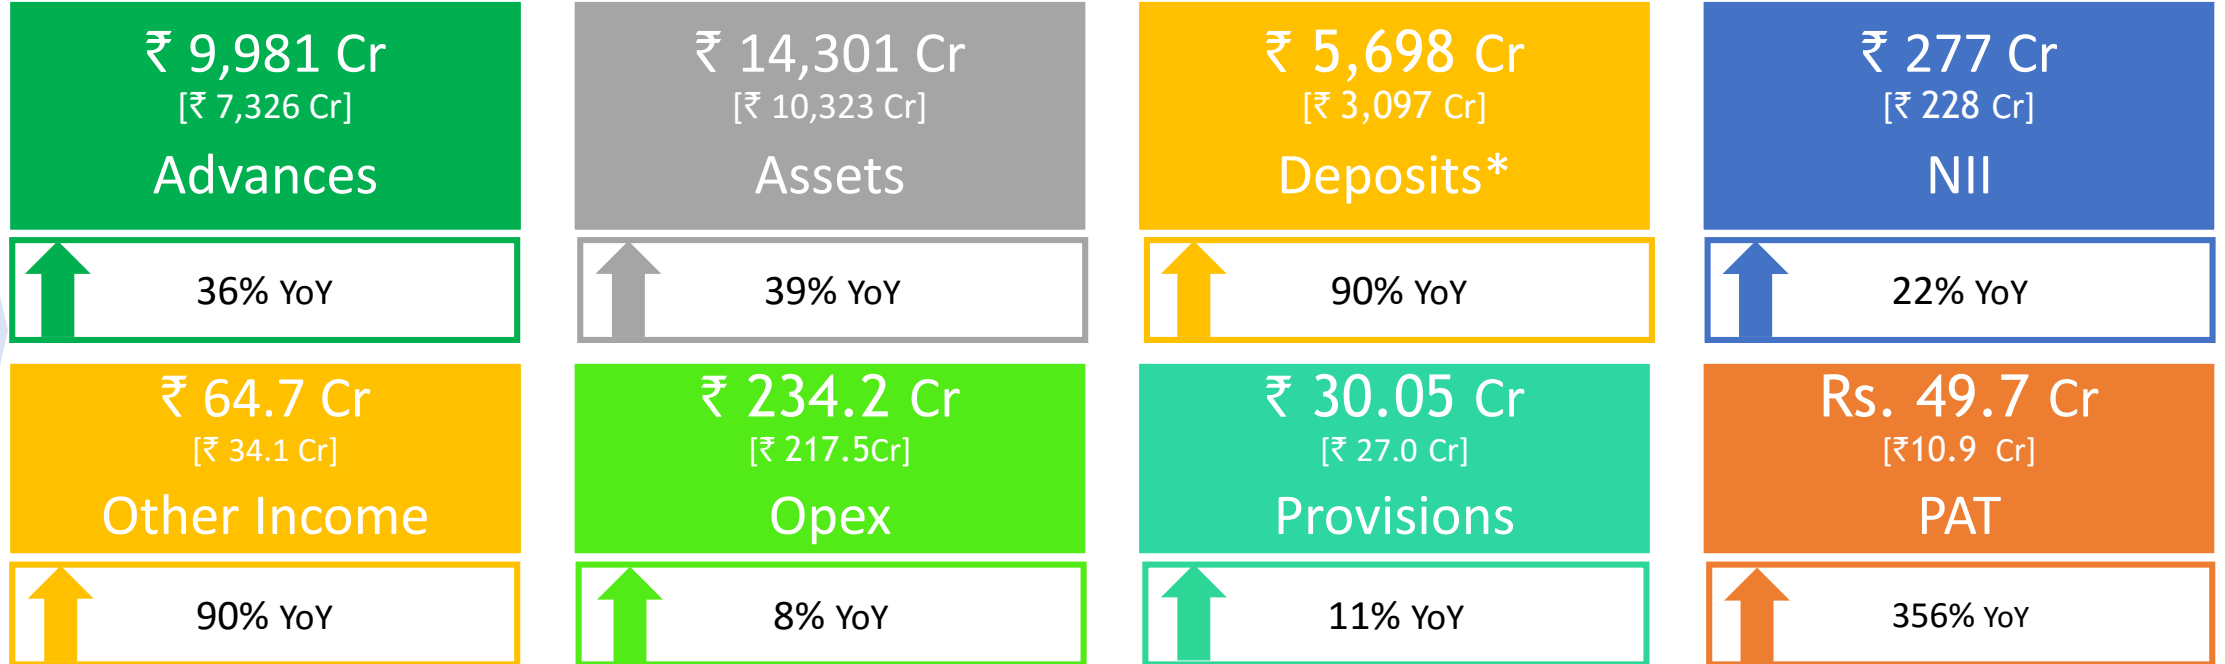 ₹ 9,981 Cr
[₹ 7,326 Cr]
Advances
36% YoY
₹ 14,301 Cr
[₹ 10,323 Cr]
Assets
39% YoY
₹ 5,698 Cr
[₹ 3,097 Cr]
Deposits*
90% YoY
₹ 277 Cr
[₹ 228 Cr]
NII
22% YoY
₹ 64.7 Cr
[₹ 34.1 Cr]
Other Income
90% YoY
₹ 234.2 Cr
[₹ 217.5Cr]
Opex
8% YoY
₹ 30.05 Cr
[₹ 27.0 Cr]
Provisions
11% YoY
Rs. 49.7 Cr
[₹10.9 Cr]
PAT
356% YoY